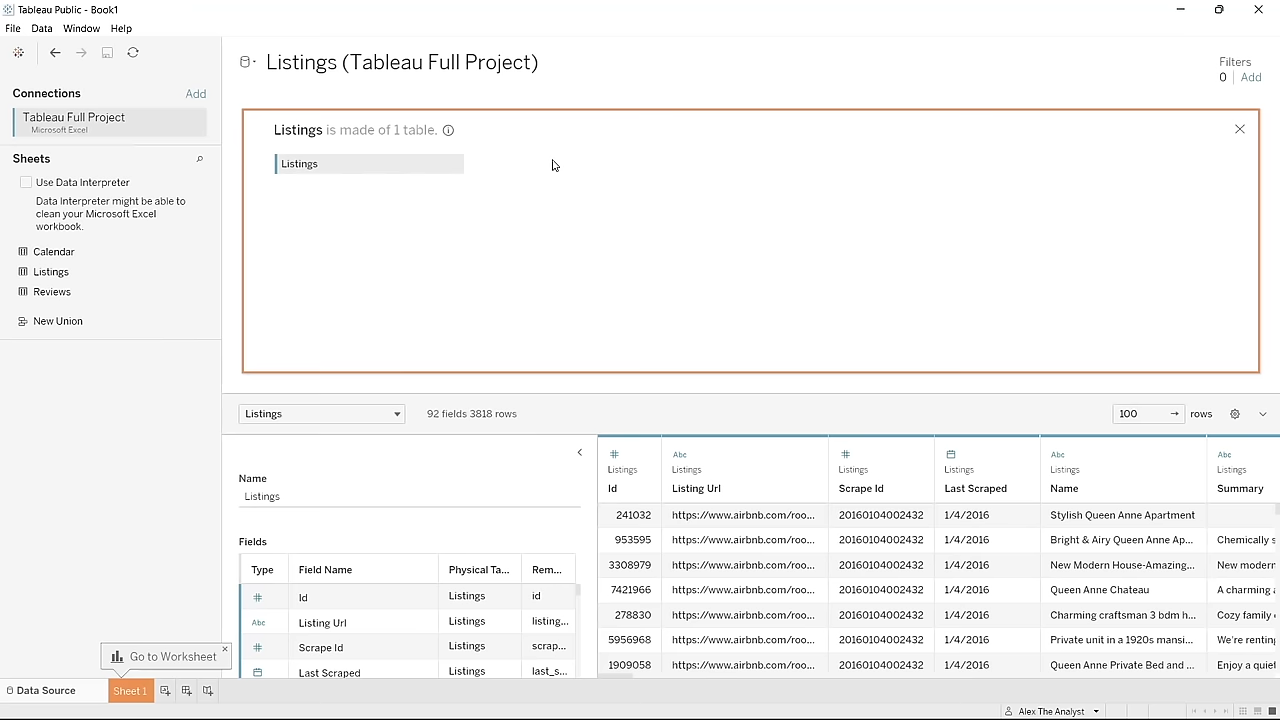 Tableau Public - Book1
File Data Window Help
Connections Add
Tableau Full Project
Microsoft Excel
Sheets
Use Data Interpreter
Data Interpreter might be able to
clean your Microsoft Excel
workbook.
Calendar
Listings
Reviews
New Union
Listings (Tableau Full Project)
Filters
0 Add
Listings is made of 1 table.
Listings
Listings 92 fields 3818 rows 100 rows
Name
Listings
Fields
Type Field Name Physical Ta... Rem...
# Id Listings id
Abc Listing Url Listings listing...
# Scrape Id Listings scrap...
Last Scraped Listings last_s...
# Abc # Abc Abc
Listings Listings Listings Listings Listings Listings
Id Listing Url Scrape Id Last Scraped Name Summary
241032 https://www.airbnb.com/roo... 20160104002432 1/4/2016 Stylish Queen Anne Apartment
953595 https://www.airbnb.com/roo... 20160104002432 1/4/2016 Bright & Airy Queen Anne Ap... Chemically s
3308979 https://www.airbnb.com/roo... 20160104002432 1/4/2016 New Modern House-Amazing... New modern
7421966 https://www.airbnb.com/roo... 20160104002432 1/4/2016 Queen Anne Chateau A charming
278830 https://www.airbnb.com/roo... 20160104002432 1/4/2016 Charming craftsman 3 bdm h... Cozy family
5956968 https://www.airbnb.com/roo... 20160104002432 1/4/2016 Private unit in a 1920s mansi... We're rentin
1909058 https://www.airbnb.com/roo... 20160104002432 1/4/2016 Queen Anne Private Bed and ... Enjoy a quiet
Go to Worksheet
Data Source Sheet 1
Alex The Analyst